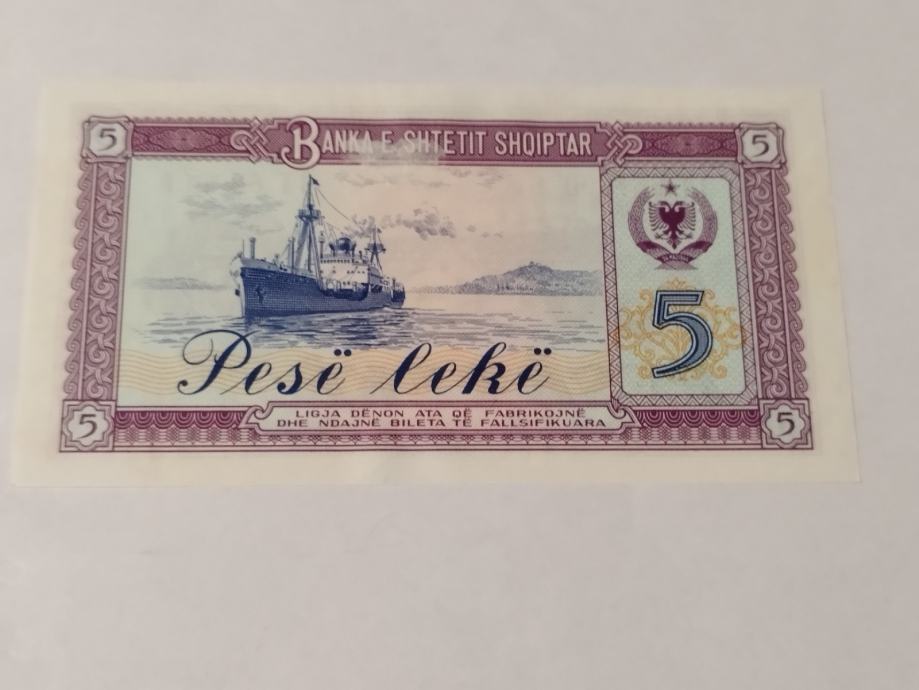 5 BANKA E SHTETIT SHQIPTAR 5
5
Pesë lekë
5 LIGJA DËNON ATA QË FABRIKOJNË 5
DHE NDAJNË BILETA TË FALLSIFIKUARA